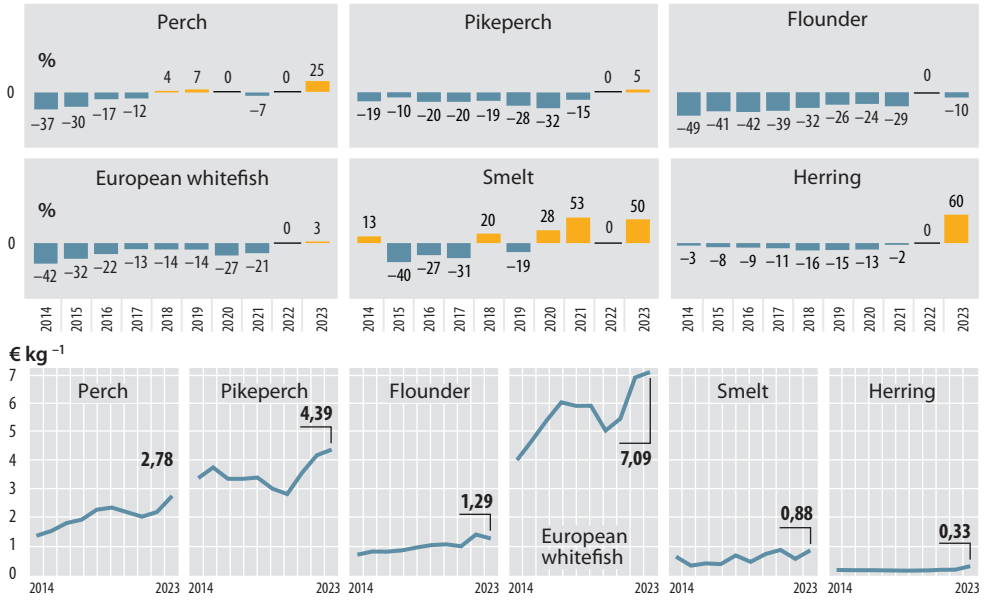 Perch
Pikeperch
Flounder
%
0
–37 –30 –17 –12 4 7 0 –7 0 25
–19 –10 –20 –20 –19 –28 –32 –15 0 5
–49 –41 –42 –39 –32 –26 –24 –29 0 –10
European whitefish
Smelt
Herring
%
0
–42 –32 –22 –13 –14 –14 –27 –21 0 3
13 –40 –27 –31 20 –19 28 53 0 50
–3 –8 –9 –11 –16 –15 –13 –2 0 60
2014 2015 2016 2017 2018 2019 2020 2021 2022 2023
2014 2015 2016 2017 2018 2019 2020 2021 2022 2023
2014 2015 2016 2017 2018 2019 2020 2021 2022 2023
€ kg –1
7
6
5
4
3
2
1
0
Perch
2,78
2014 2023
Pikeperch
4,39
2014 2023
Flounder
1,29
2014 2023
7,09
European
whitefish
2014 2023
Smelt
0,88
2014 2023
Herring
0,33
2014 2023